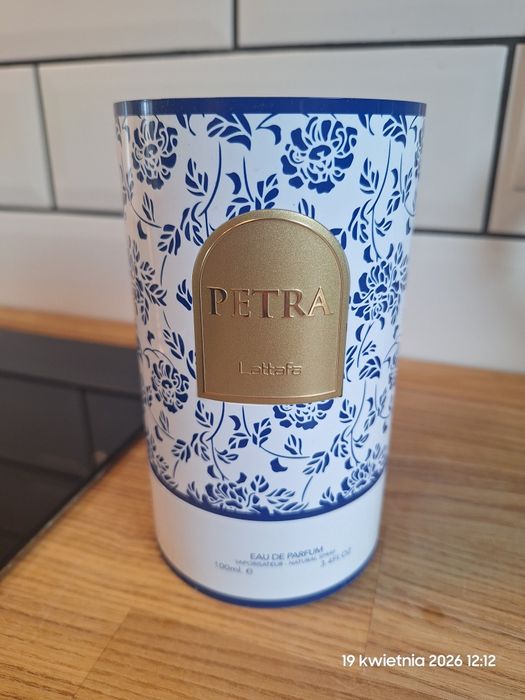 PETRA
Lattafa
EAU DE PARFUM
VAPORISATEUR - NATURAL SPRAY
100ml. e 3.4FL.OZ
19 kwietnia 2026 12:12